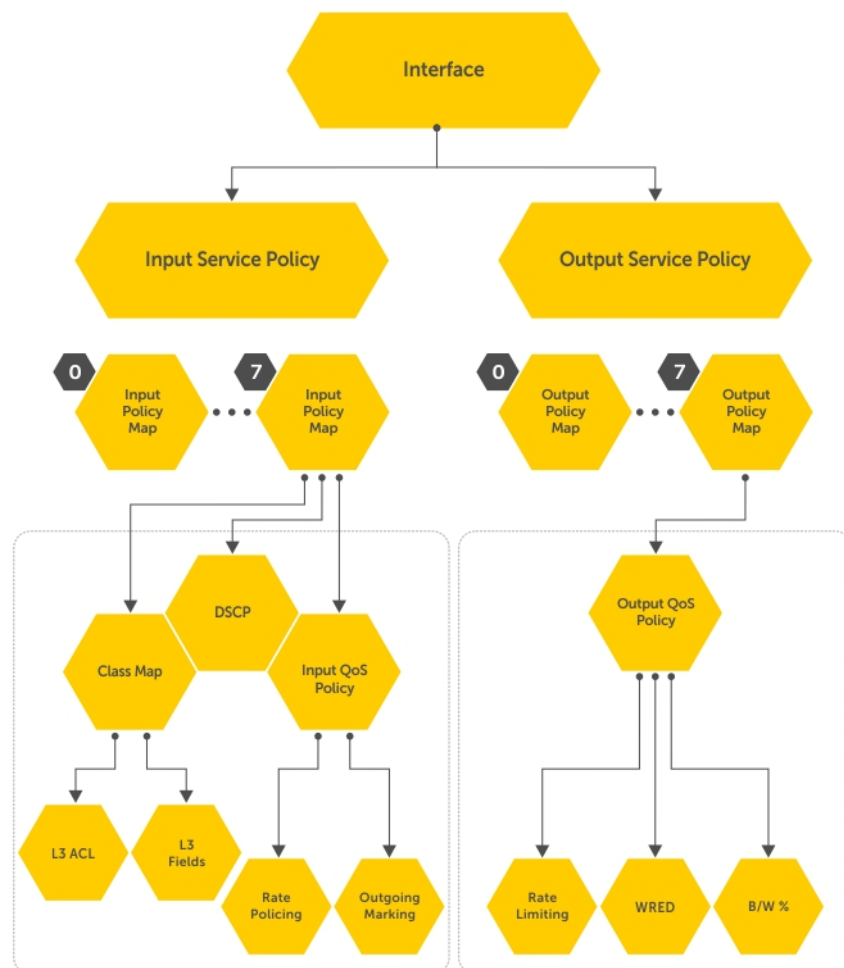 Interface
Input Service Policy
Output Service Policy
0
Input
Policy
Map
7
Input
Policy
Map
0
Output
Policy
Map
7
Output
Policy
Map
DSCP
Class Map
Input QoS
Policy
Output QoS
Policy
L3 ACL
L3
Fields
Rate
Policing
Outgoing
Marking
Rate
Limiting
WRED
B/W %